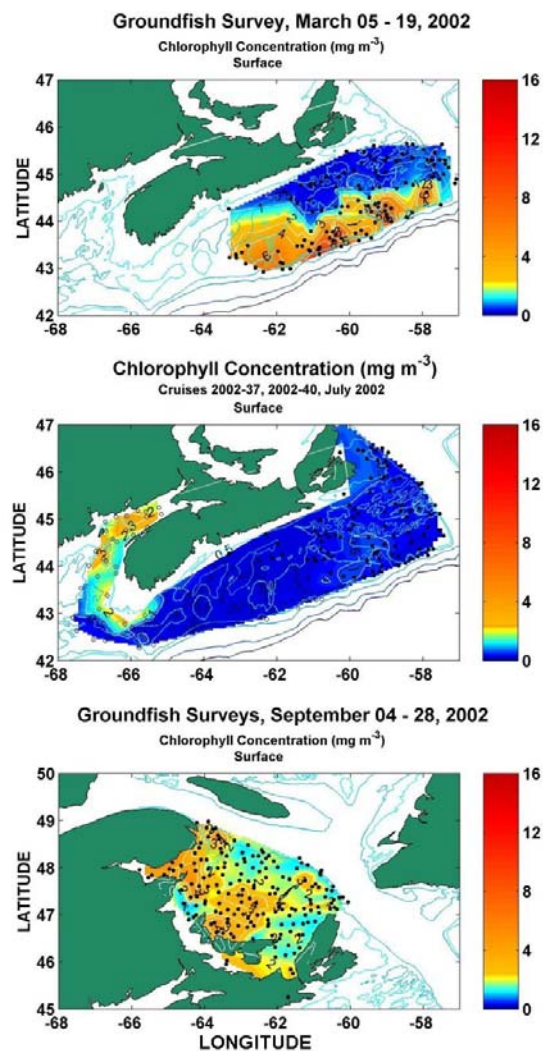 Groundfish Survey, March 05 - 19, 2002
Chlorophyll Concentration (mg m-3)
Surface
47
46
45
44
43
42
LATITUDE
-68 -66 -64 -62 -60 -58
16
12
8
4
0
Chlorophyll Concentration (mg m-3)
Cruises 2002-37, 2002-40, July 2002
Surface
47
46
45
44
43
42
LATITUDE
0.5
-68 -66 -64 -62 -60 -58
16
12
8
4
0
Groundfish Surveys, September 04 - 28, 2002
Chlorophyll Concentration (mg m-3)
Surface
50
49
48
47
46
45
LATITUDE
-68 -66 -64 -62 -60 -58
LONGITUDE
16
12
8
4
0